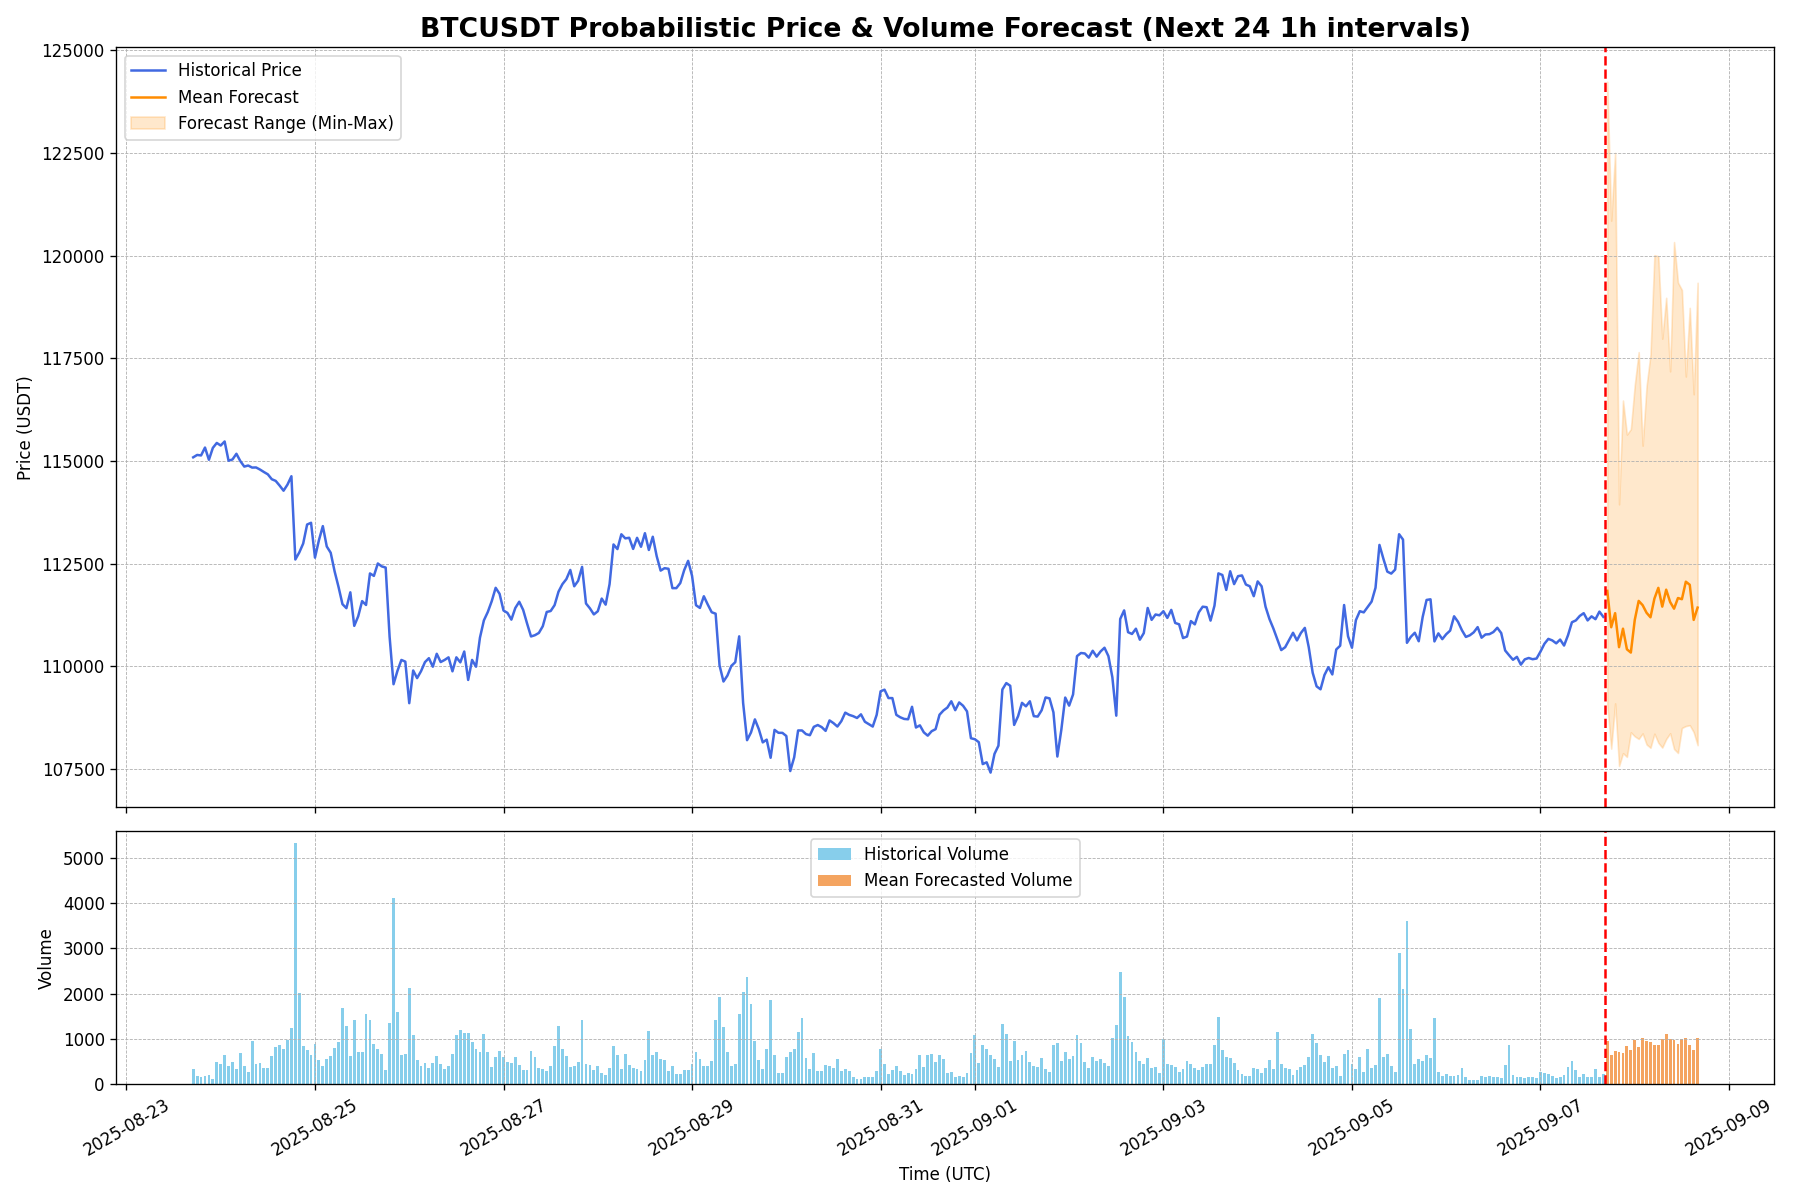 BTCUSDT Probabilistic Price & Volume Forecast (Next 24 1h intervals)
Historical Price
Mean Forecast
Forecast Range (Min-Max)
125000
122500
120000
117500
115000
112500
110000
107500
Price (USDT)
Historical Volume
Mean Forecasted Volume
5000
4000
3000
2000
1000
0
Volume
2025-08-23
2025-08-25
2025-08-27
2025-08-29
2025-08-31
2025-09-01
2025-09-03
2025-09-05
2025-09-07
2025-09-09
Time (UTC)